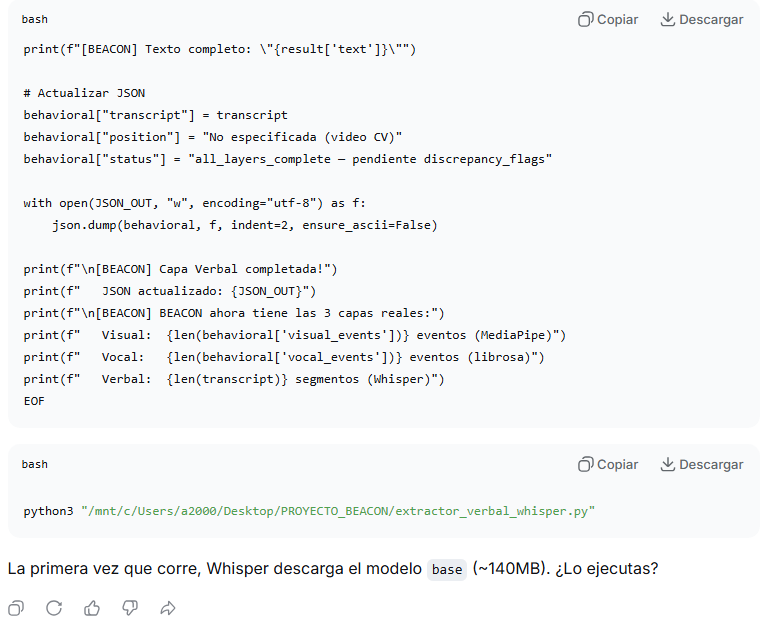 bash
Copiar
Descargar
print(f"[BEACON] Texto completo: \"{result['text']}\"")
# Actualizar JSON
behavioral["transcript"] = transcript
behavioral["position"] = "No especificada (video CV)"
behavioral["status"] = "all_layers_complete — pendiente discrepancy_flags"
with open(JSON_OUT, "w", encoding="utf-8") as f:
    json.dump(behavioral, f, indent=2, ensure_ascii=False)
print(f"\n[BEACON] Capa Verbal completada!")
print(f"   JSON actualizado: {JSON_OUT}")
print(f"\n[BEACON] BEACON ahora tiene las 3 capas reales:")
print(f"   Visual:  {len(behavioral['visual_events'])} eventos (MediaPipe)")
print(f"   Vocal:   {len(behavioral['vocal_events'])} eventos (librosa)")
print(f"   Verbal:  {len(transcript)} segmentos (Whisper)")
EOF
bash
Copiar
Descargar
python3 "/mnt/c/Users/a2000/Desktop/PROYECTO_BEACON/extractor_verbal_whisper.py"
La primera vez que corre, Whisper descarga el modelo base (~140MB). ¿Lo ejecutas?